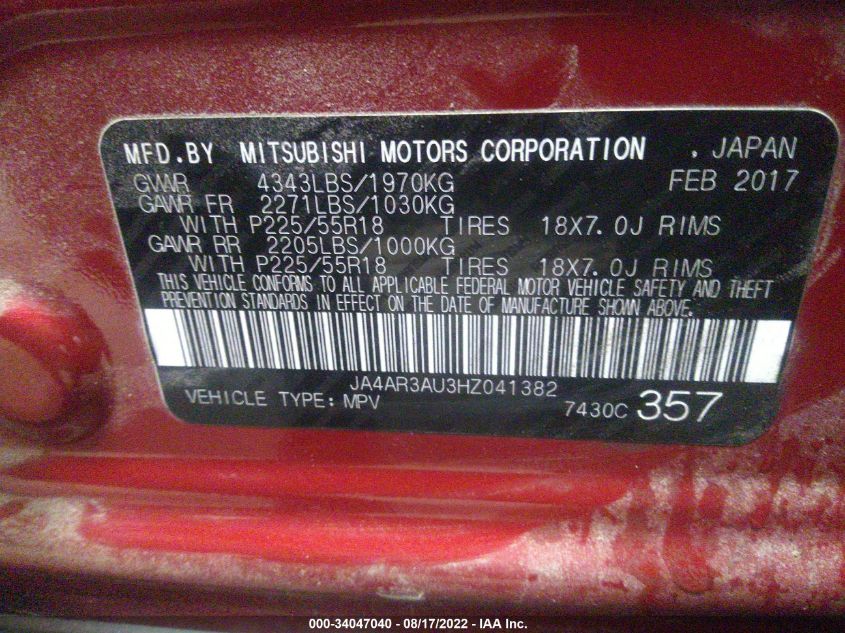 MFD.BY MITSUBISHI MOTORS CORPORATION . JAPAN
GVWR 4343LBS/1970KG FEB 2017
GAWR FR 2271LBS/1030KG
WITH P225/55R18 TIRES 18X7.0J RIMS
GAWR RR 2205LBS/1000KG
WITH P225/55R18 TIRES 18X7.0J RIMS
THIS VEHICLE CONFORMS TO ALL APPLICABLE FEDERAL MOTOR VEHICLE SAFETY AND THEFT
PREVENTION STANDARDS IN EFFECT ON THE DATE OF MANUFACTURE SHOWN ABOVE.
JA4AR3AU3HZ041382
VEHICLE TYPE: MPV 7430C 357
000-34047040 - 08/17/2022 - IAA Inc.